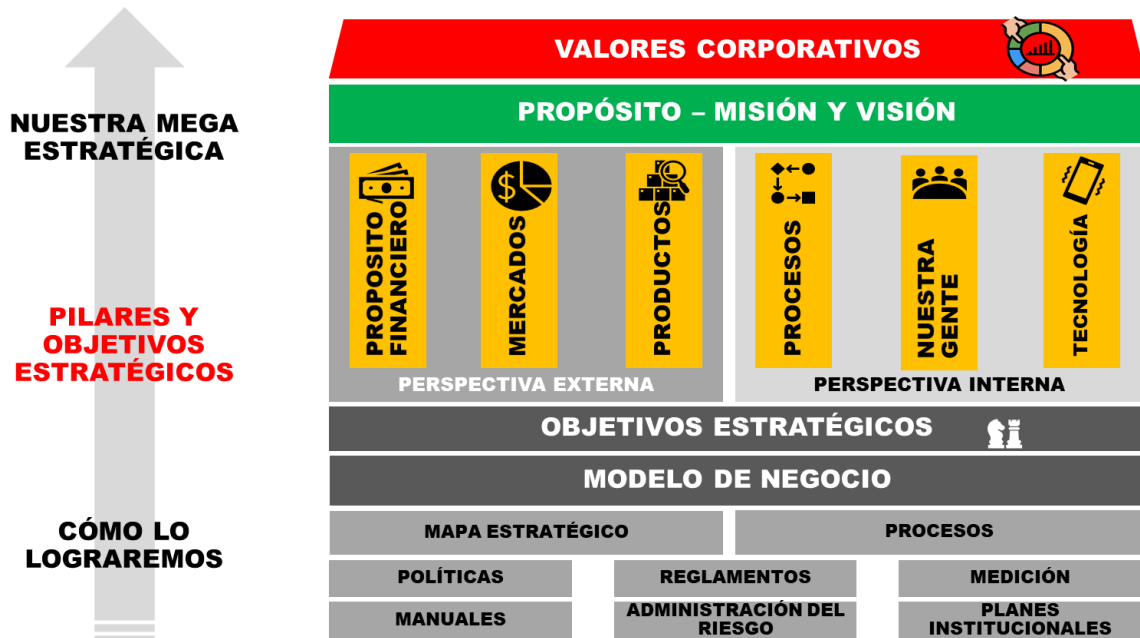 VALORES CORPORATIVOS
PROPÓSITO – MISIÓN Y VISIÓN
NUESTRA MEGA
ESTRATÉGICA
PROPOSITO
FINANCIERO
MERCADOS
PRODUCTOS
PROCESOS
NUESTRA
GENTE
TECNOLOGÍA
PERSPECTIVA EXTERNA
PERSPECTIVA INTERNA
PILARES Y
OBJETIVOS
ESTRATÉGICOS
OBJETIVOS ESTRATÉGICOS
MODELO DE NEGOCIO
CÓMO LO
LOGRAREMOS
MAPA ESTRATÉGICO
PROCESOS
POLÍTICAS
REGLAMENTOS
MEDICIÓN
MANUALES
ADMINISTRACIÓN DEL
RIESGO
PLANES
INSTITUCIONALES